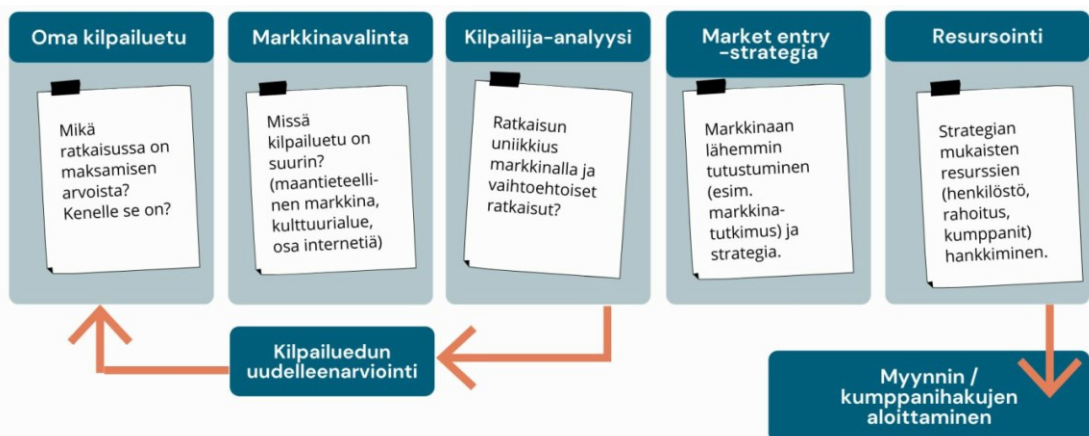 Oma kilpailuetu
Mikä
ratkaisussa on
maksamisen
arvoista?
Kenelle se on?
Markkinavalinta
Missä
kilpailuetu on
suurin?
(maantieteelli-
nen markkina,
kulttuurialue,
osa internetiä)
Kilpailija-analyysi
Ratkaisun
uniikkius
markkinalla ja
vaihtoehtoiset
ratkaisut?
Market entry
-strategia
Markkinaan
lähemmin
tutustuminen
(esim.
markkina-
tutkimus) ja
strategia.
Resursointi
Strategian
mukaisten
resurssien
(henkilöstö,
rahoitus,
kumppanit)
hankkiminen.
Kilpailuedun
uudelleenarviointi
Myynnin /
kumppanihakujen
aloittaminen